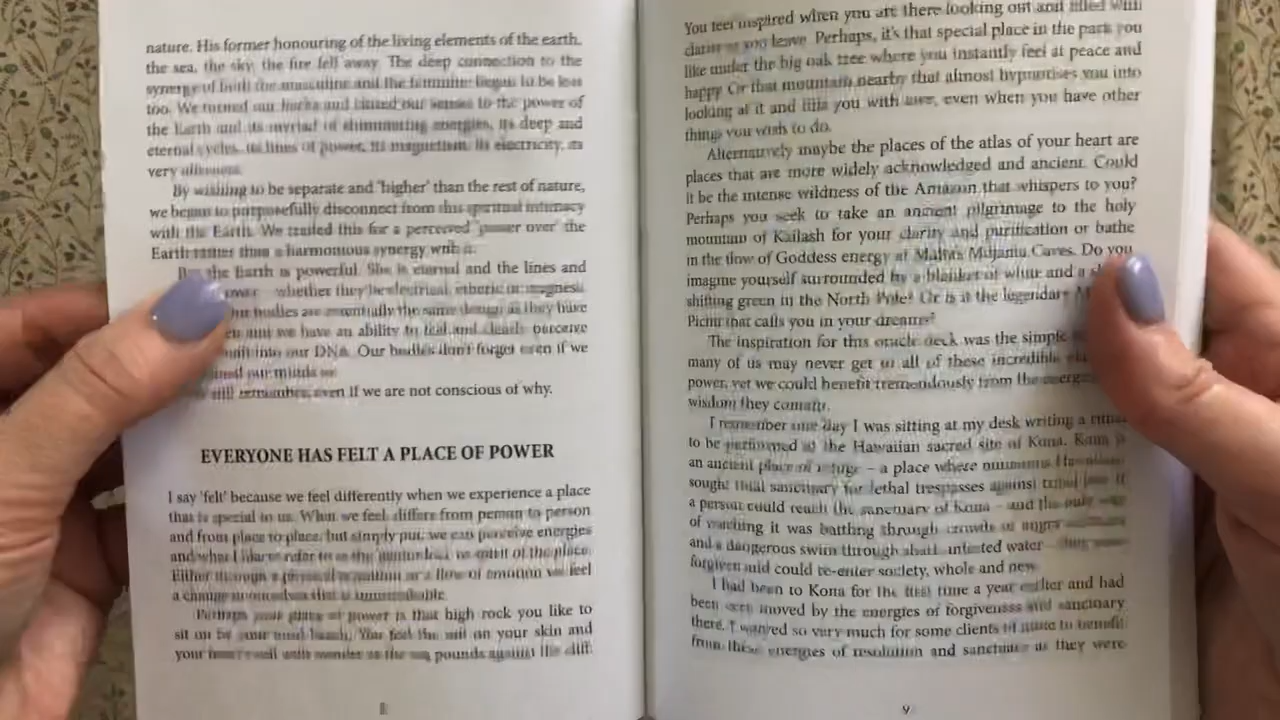 nature. His former honouring of the living elements of the earth,
the sea, the sky, the fire fell away. The deep connection to the
synergy of both the masculine and the feminine began to be lost
too. We turned our backs and our senses to the power of
the Earth and its myriad of shimmering energies, its deep and
eternal cycles, its lines of power, its magnetism, its electricity, its
very
By wishing to be separate and 'higher' than the rest of nature,
we began to purposefully disconnect from this spiritual intimacy
with the Earth. We traded this for a perceived 'power over' the
Earth rather than a harmonous synergy with it.
the Earth is powerful. She is eternal and the lines and
– whether they be electrical, etheric or magnetic
our bodies are essentially the same design as they have
and we have an ability to feel and clearly perceive
into our DNA. Our bodies don't forget even if we
our minds
still remember, even if we are not conscious of why.
EVERYONE HAS FELT A PLACE OF POWER
I say 'felt' because we feel differently when we experience a place
that is special to us. What we feel differs from person to person
and from place to place, but simply put, we can perceive energies
and what I refer to as the spirit of the place.
Either through a physical sensation or a flow of emotion we feel
a change that is
Perhaps your place of power is that high rock you like to
sit on by your beach. You feel the on your skin and
your heart swell with wonder as the sea pounds against the cliff.
8
You feel inspired when you are there looking out and filled with
as you leave. Perhaps, it's that special place in the park you
like under the big oak tree where you instantly feel at peace and
happy. Or that mountain nearby that almost hypnotises you into
looking at it and fills you with awe, even when you have other
things you wish to do.
Alternatively maybe the places of the atlas of your heart are
places that are more widely acknowledged and ancient. Could
it be the intense wildness of the Amazon that whispers to you?
Perhaps you seek to take an ancient pilgrimage to the holy
mountain of Kailash for your clarity and purification or bathe
in the flow of Goddess energy at Maltas Caves. Do you
imagine yourself surrounded by a blanket of white and a
shifting green in the North Pole? Or is it the legendary
Pichu that calls you in your dreams?
The inspiration for this oracle deck was the simple
many of us may never get to all of these incredible
power, yet we could benefit tremendously from the
wisdom they contain.
I remember one day I was sitting at my desk writing a ritual
to be performed at the Hawaiian sacred site of Kona. Kona is
an ancient place of refuge – a place where numerous
sought final sanctuary for lethal trespasses against tribal law. If
a person could reach the sanctuary of Kona – and the only way
of reaching it was battling through crowds of angry
and a dangerous swim through shark infested water –
forgiven and could re-enter society, whole and new.
I had been to Kona for the first time a year earlier and had
been moved by the energies of forgiveness and sanctuary
there. I wanted so very much for some clients of mine to benefit
from these energies of resolution and sanctuary as they were
9